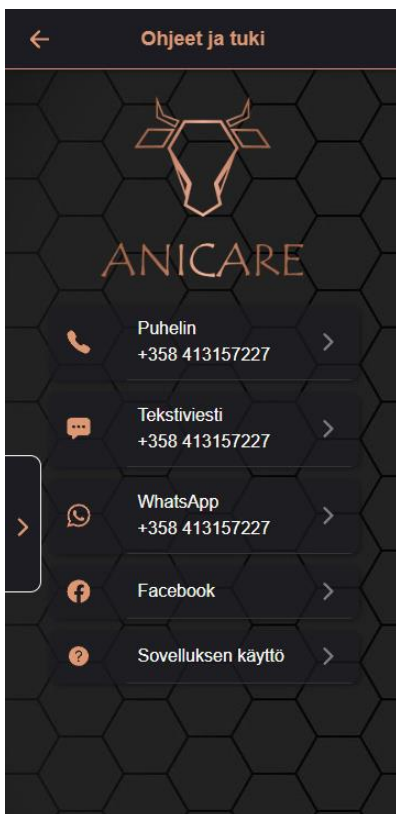 Ohjeet ja tuki
ANICARE
Puhelin
+358 413157227
Tekstiviesti
+358 413157227
WhatsApp
+358 413157227
Facebook
Sovelluksen käyttö